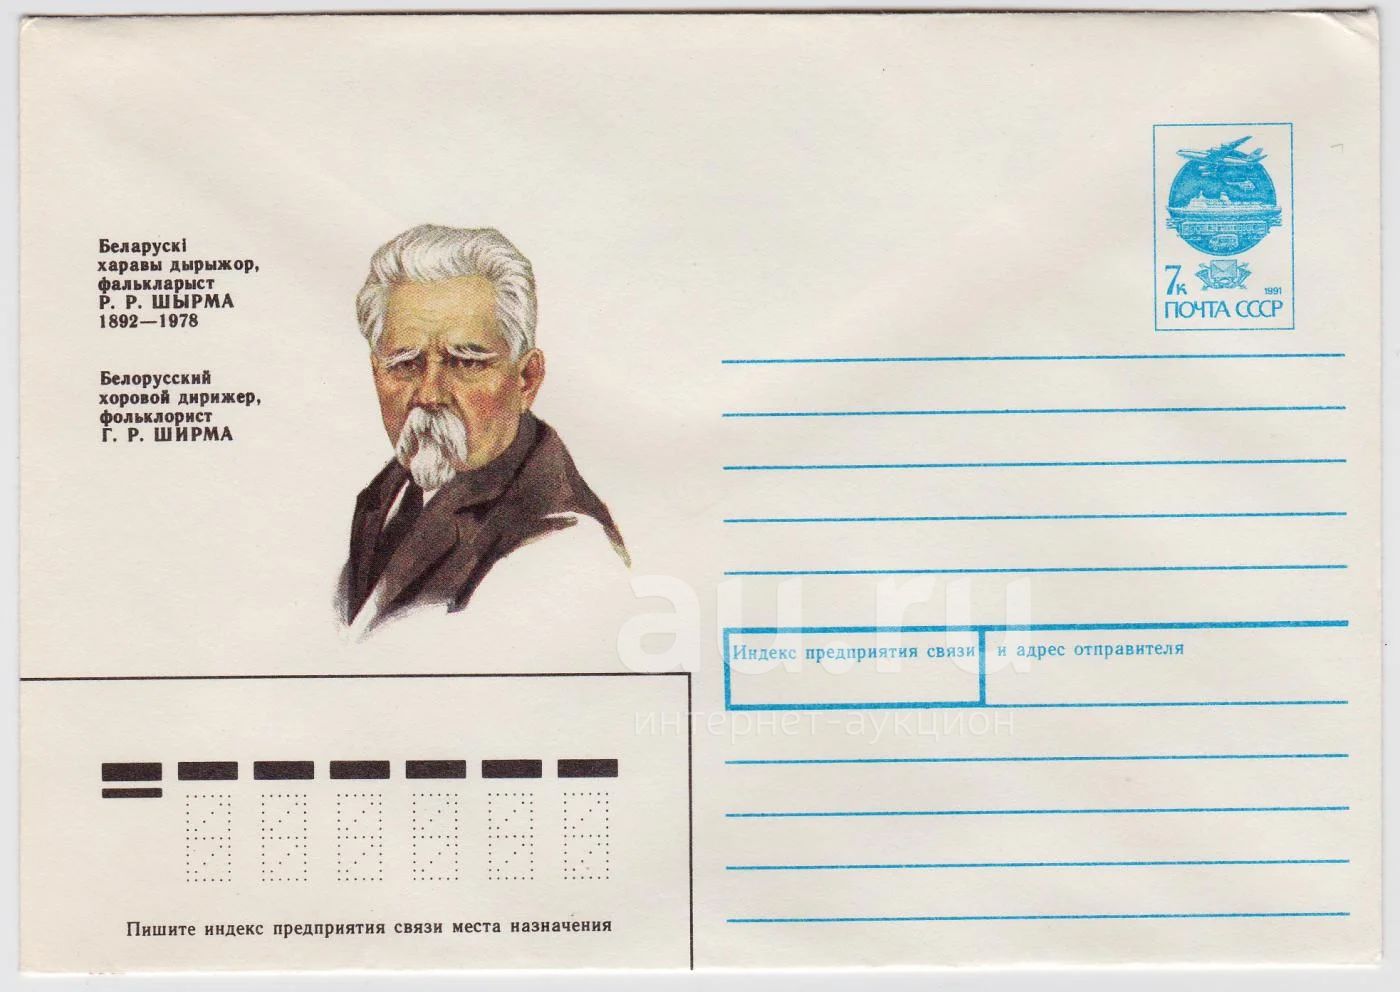 Беларускі
харавы дырыжор,
фалькларыст
Р. Р. ШЫРМА
1892—1978
Белорусский
хоровой дирижер,
фольклорист
Г. Р. ШИРМА
7к
1991
ПОЧТА СССР
au.ru
интернет-аукцион
Индекс предприятия связи и адрес отправителя
Пишите индекс предприятия связи места назначения